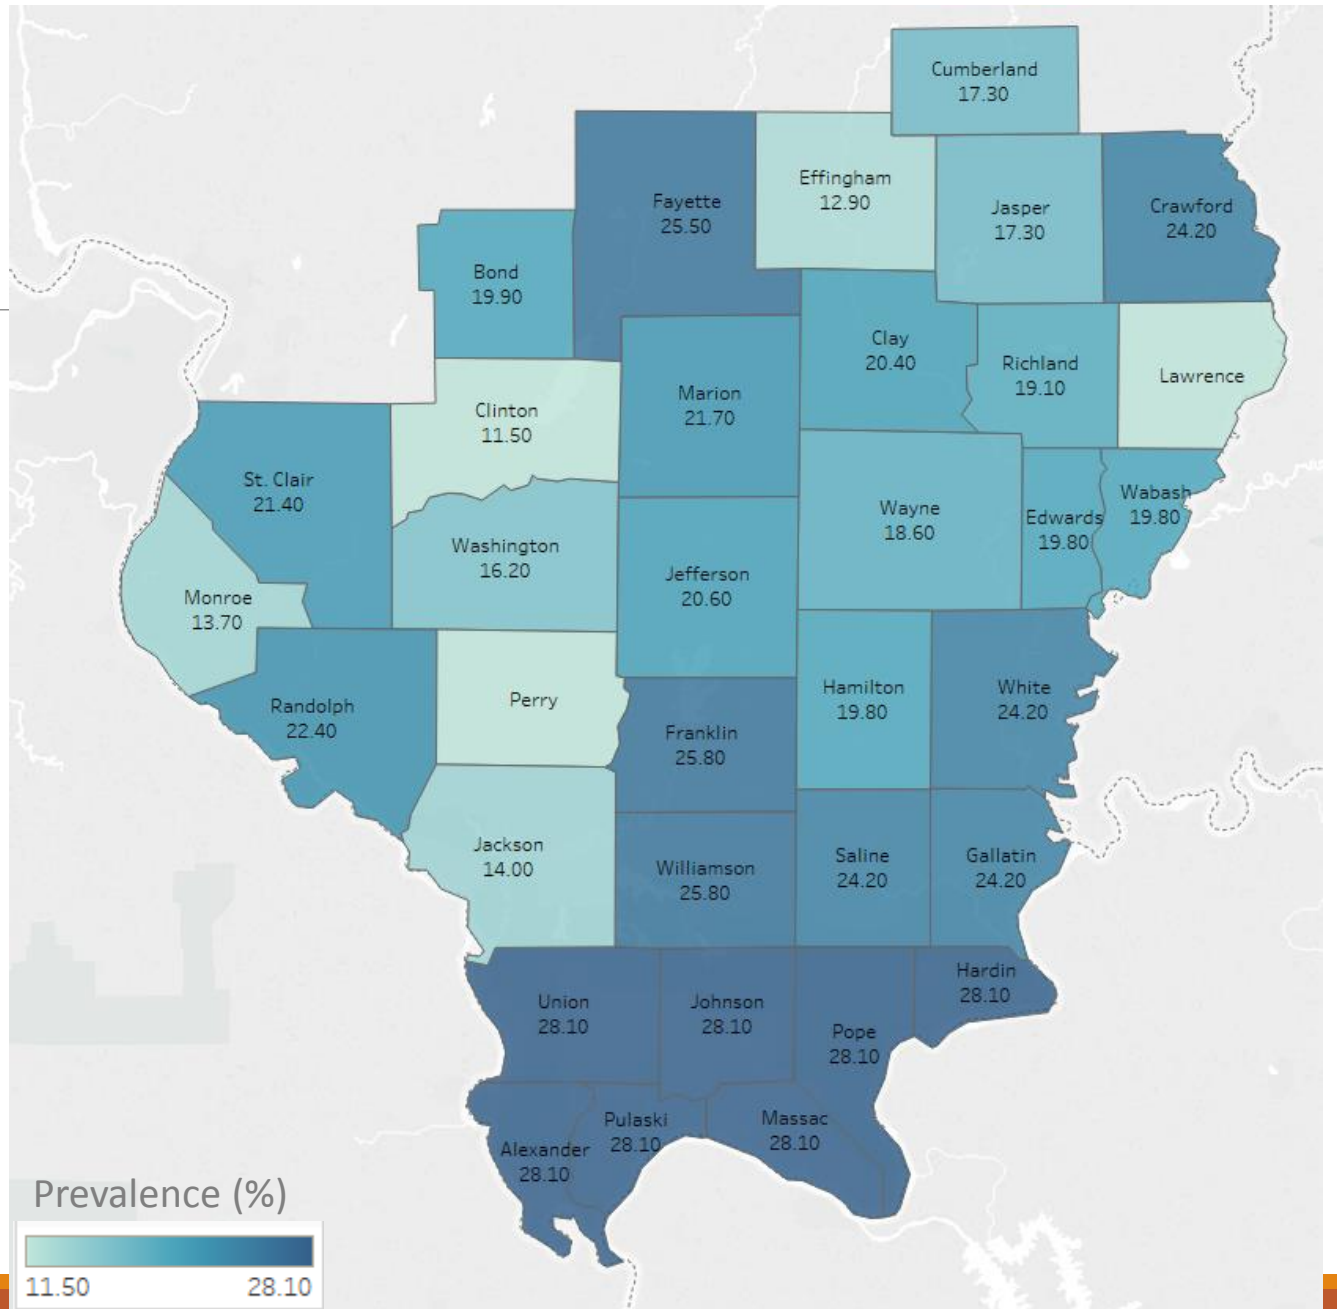 Cumberland
17.30
Fayette
25.50
Effingham
12.90
Jasper
17.30
Crawford
24.20
Bond
19.90
Clay
20.40
Richland
19.10
Lawrence
Marion
21.70
Clinton
11.50
St. Clair
21.40
Wayne
18.60
Edwards
19.80
Wabash
19.80
Washington
16.20
Jefferson
20.60
Monroe
13.70
Randolph
22.40
Perry
Hamilton
19.80
White
24.20
Franklin
25.80
Jackson
14.00
Williamson
25.80
Saline
24.20
Gallatin
24.20
Union
28.10
Johnson
28.10
Pope
28.10
Hardin
28.10
Alexander
28.10
Pulaski
28.10
Massac
28.10
Prevalence (%)
11.50 28.10